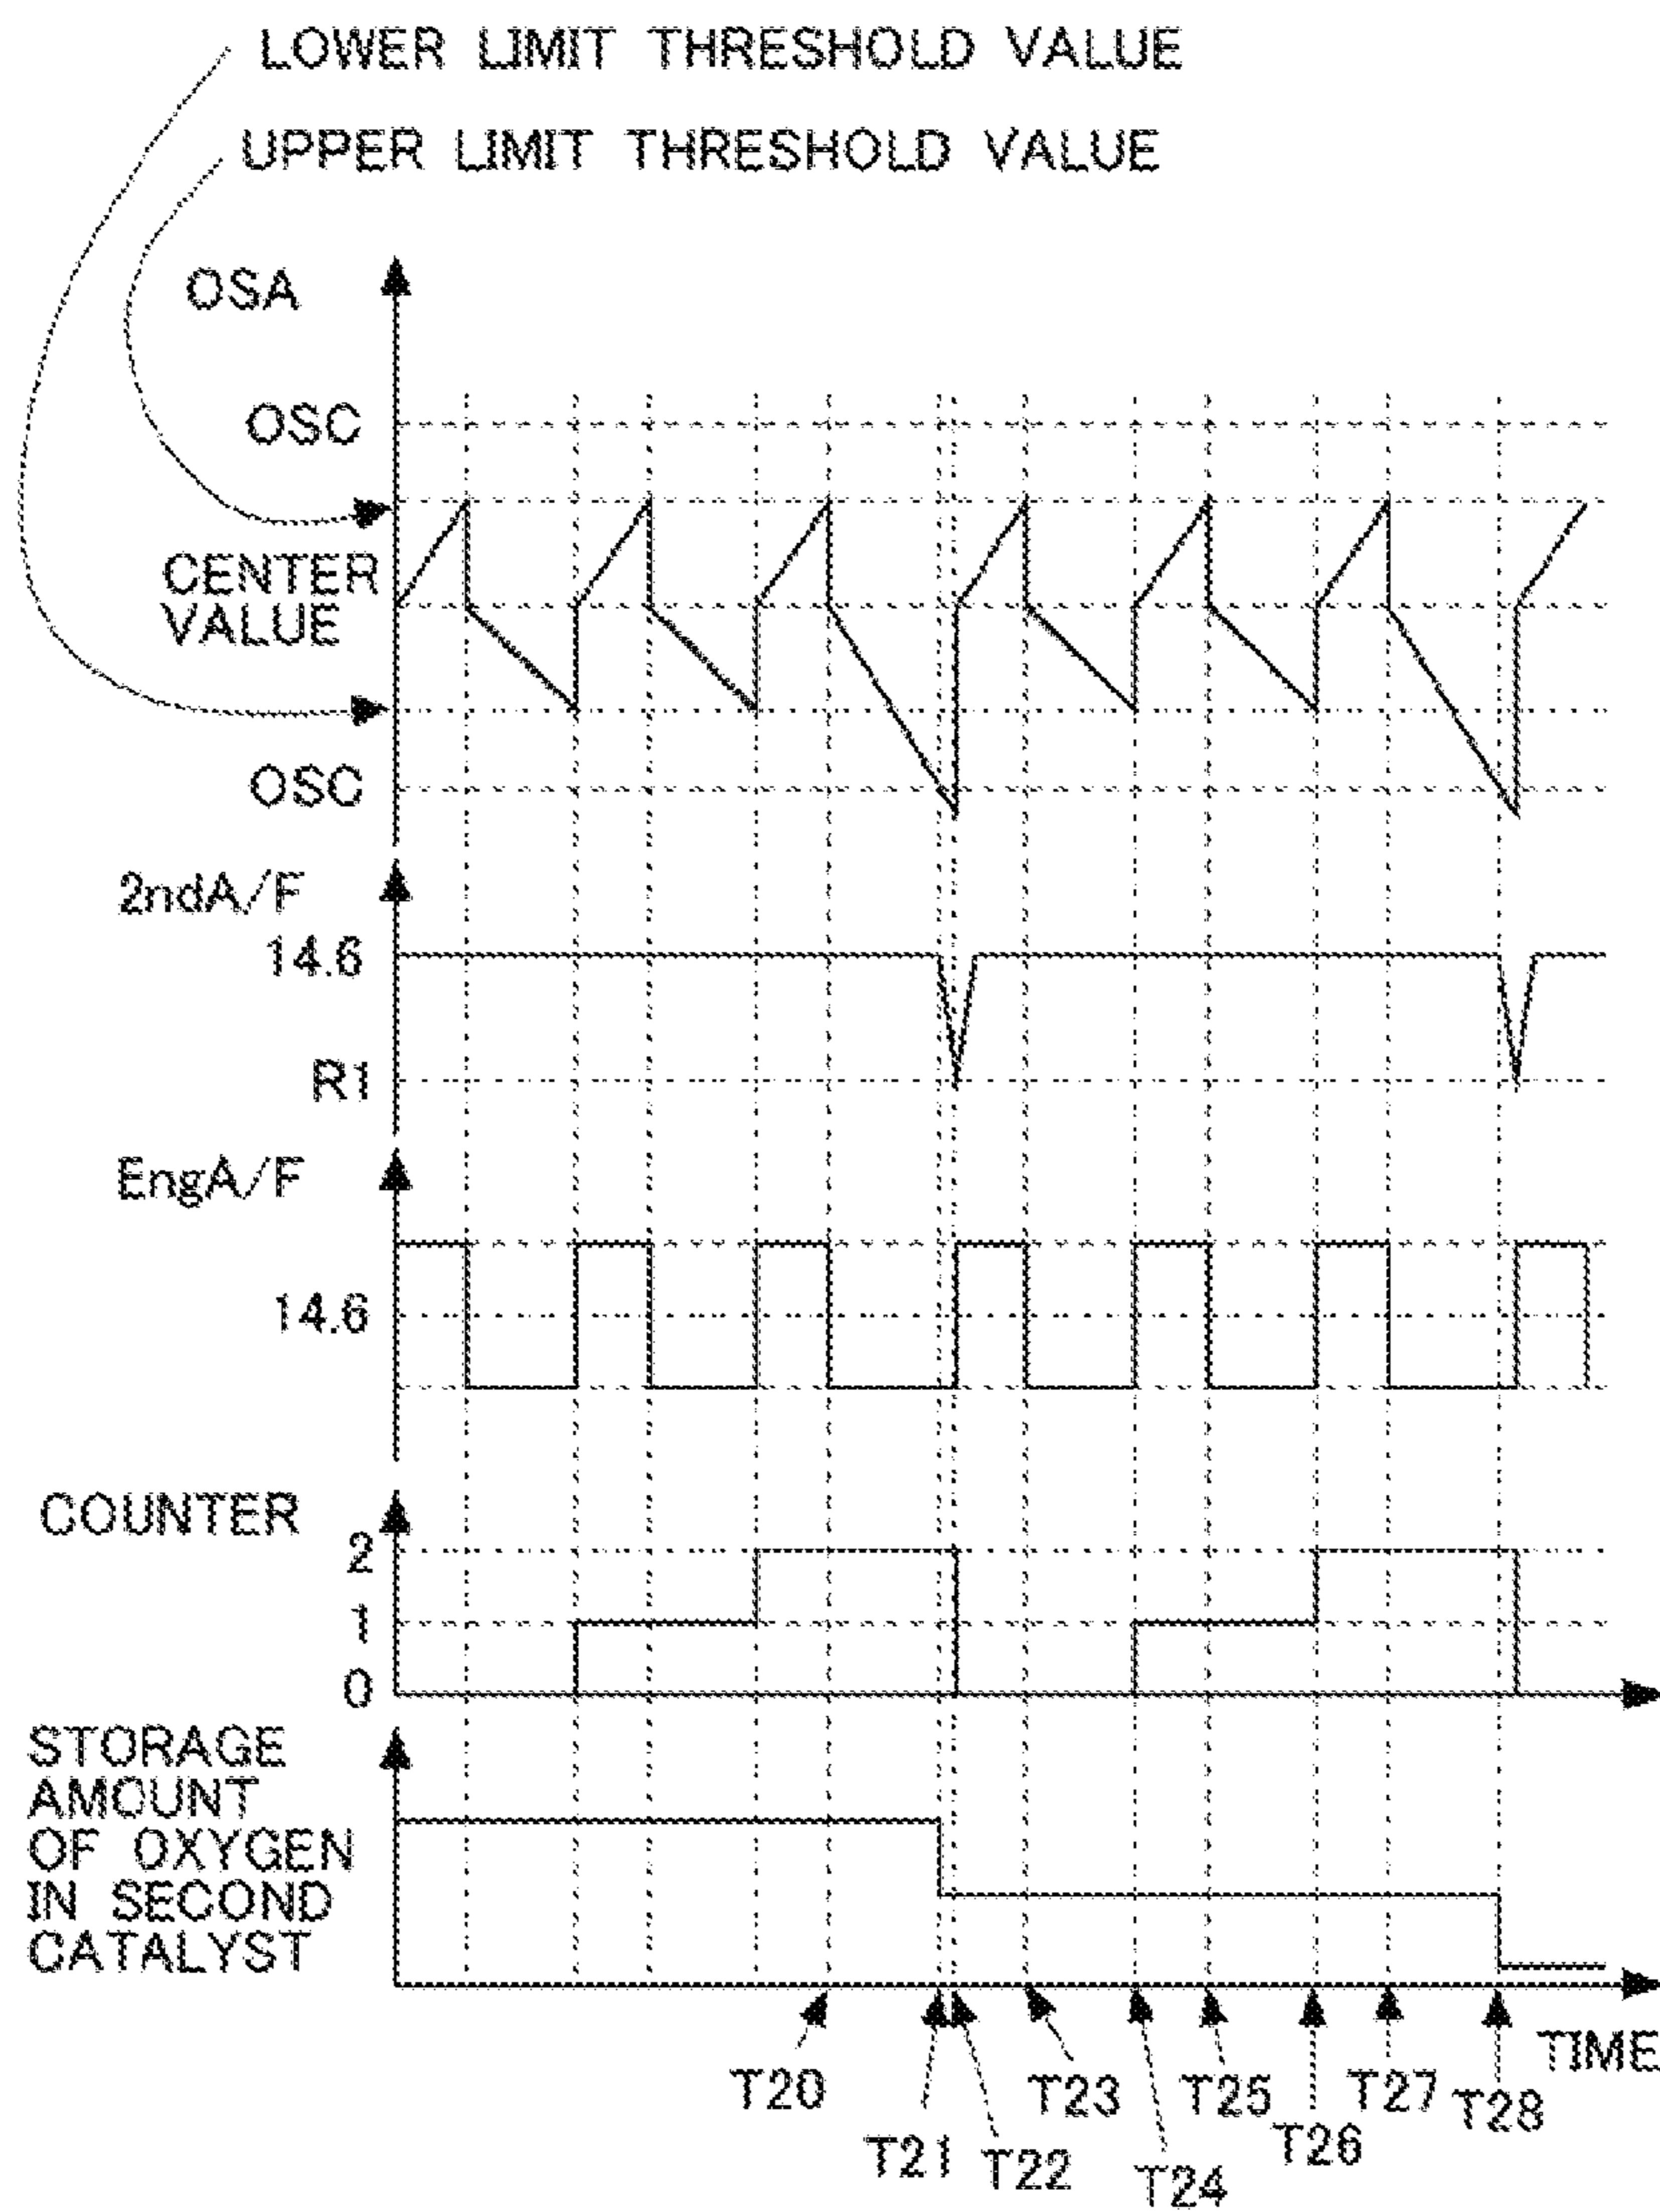 LOWER LIMIT THRESHOLD VALUE
UPPER LIMIT THRESHOLD VALUE
OSA
OSC
CENTER
VALUE
OSC
2ndA/F
14.6
R1
EngA/F
14.6
COUNTER
2
1
0
STORAGE
AMOUNT
OF OXYGEN
IN SECOND
CATALYST
TIME
T20
T21
T22
T23
T24
T25
T26
T27
T28